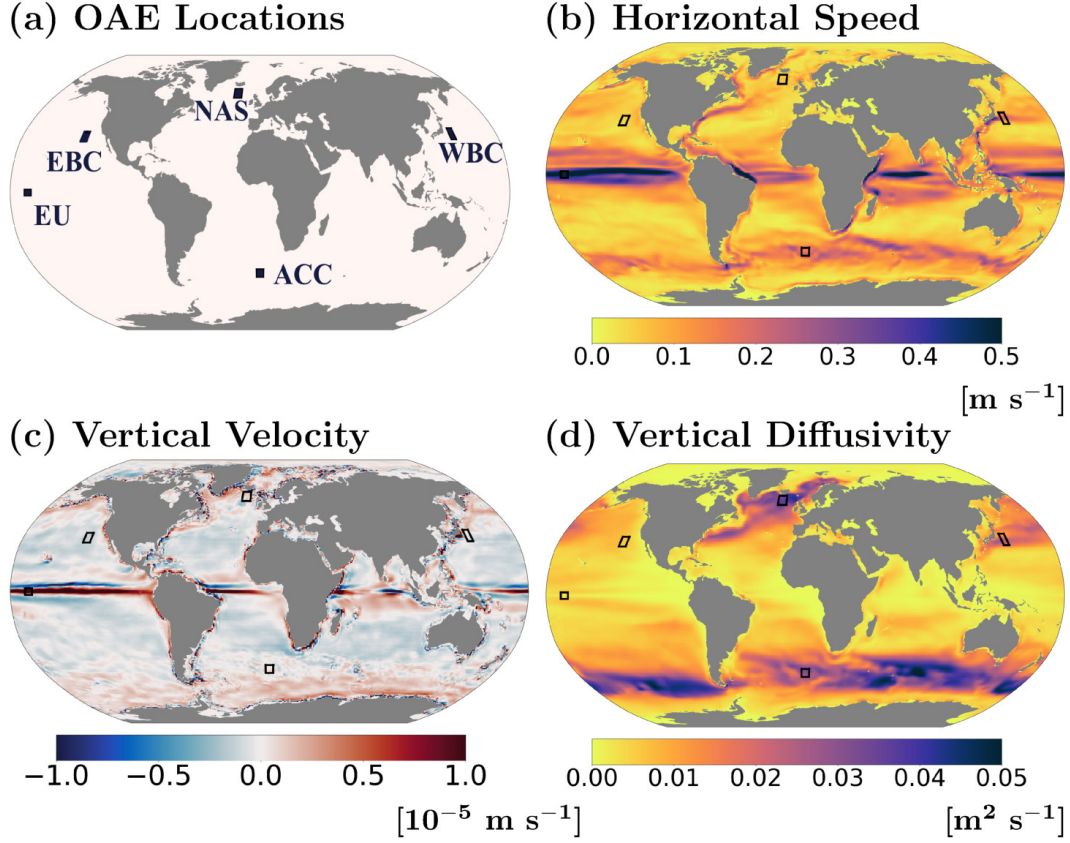 (a) OAE Locations
(b) Horizontal Speed
NAS
EBC
WBC
EU
ACC
0.0 0.1 0.2 0.3 0.4 0.5
[m s⁻¹]
(c) Vertical Velocity
(d) Vertical Diffusivity
−1.0 −0.5 0.0 0.5 1.0
[10⁻⁵ m s⁻¹]
0.00 0.01 0.02 0.03 0.04 0.05
[m² s⁻¹]